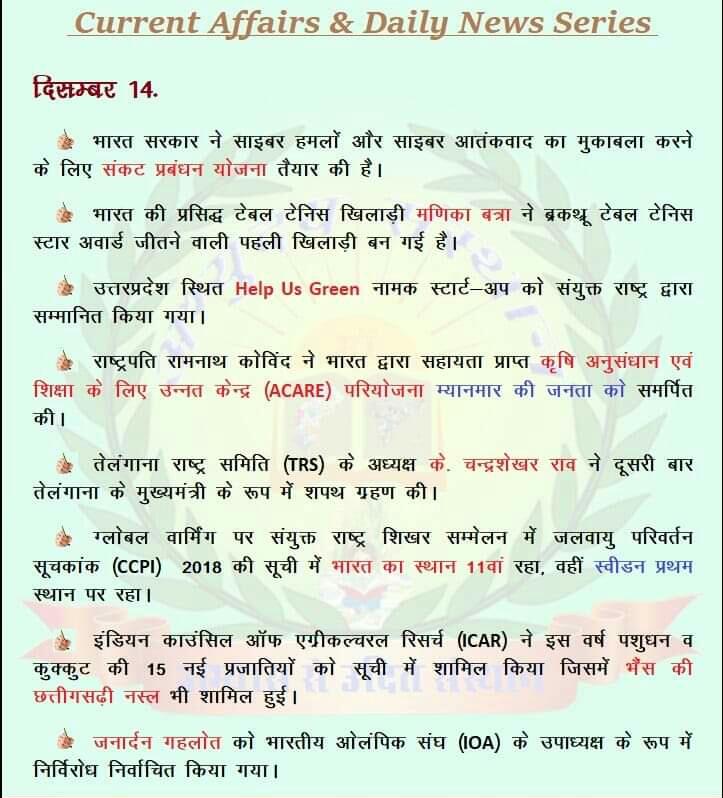 Current Affairs & Daily News Series
दिसम्बर 14.
भारत सरकार ने साइबर हमलों और साइबर आतंकवाद का मुकाबला करने
के लिए संकट प्रबंधन योजना तैयार की है।
भारत की प्रसिद्ध टेबल टेनिस खिलाड़ी मणिका बत्रा ने ब्रकथ्रू टेबल टेनिस
स्टार अवार्ड जीतने वाली पहली खिलाड़ी बन गई है।
उत्तरप्रदेश स्थित Help Us Green नामक स्टार्ट–अप को संयुक्त राष्ट्र द्वारा
सम्मानित किया गया।
राष्ट्रपति रामनाथ कोविंद ने भारत द्वारा सहायता प्राप्त कृषि अनुसंधान एवं
शिक्षा के लिए उन्नत केन्द्र (ACARE) परियोजना म्यानमार की जनता को समर्पित
की।
तेलंगाना राष्ट्र समिति (TRS) के अध्यक्ष के. चन्द्रशेखर राव ने दूसरी बार
तेलंगाना के मुख्यमंत्री के रूप में शपथ ग्रहण की।
ग्लोबल वार्मिंग पर संयुक्त राष्ट्र शिखर सम्मेलन में जलवायु परिवर्तन
सूचकांक (CCPI) 2018 की सूची में भारत का स्थान 11वां रहा, वहीं स्वीडन प्रथम
स्थान पर रहा।
इंडियन काउंसिल ऑफ एग्रीकल्चरल रिसर्च (ICAR) ने इस वर्ष पशुधन व
कुक्कुट की 15 नई प्रजातियों को सूची में शामिल किया जिसमें भैंस की
छत्तीगसढ़ी नस्ल भी शामिल हुई।
जनार्दन गहलोत को भारतीय ओलंपिक संघ (IOA) के उपाध्यक्ष के रूप में
निर्विरोध निर्वाचित किया गया।